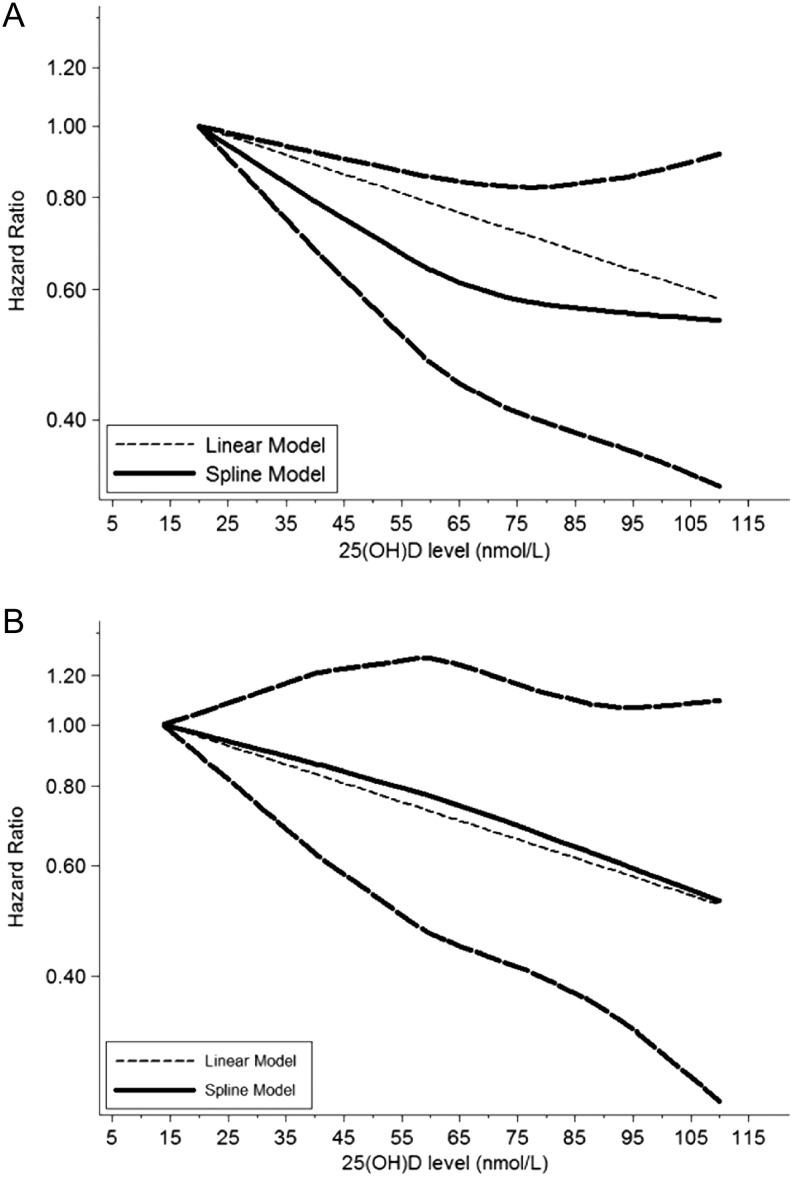 A
1.20
1.00
0.80
0.60
0.40
Hazard Ratio
Linear Model
Spline Model
5 15 25 35 45 55 65 75 85 95 105 115
25(OH)D level (nmol/L)
B
1.20
1.00
0.80
0.60
0.40
Hazard Ratio
Linear Model
Spline Model
5 15 25 35 45 55 65 75 85 95 105 115
25(OH)D level (nmol/L)